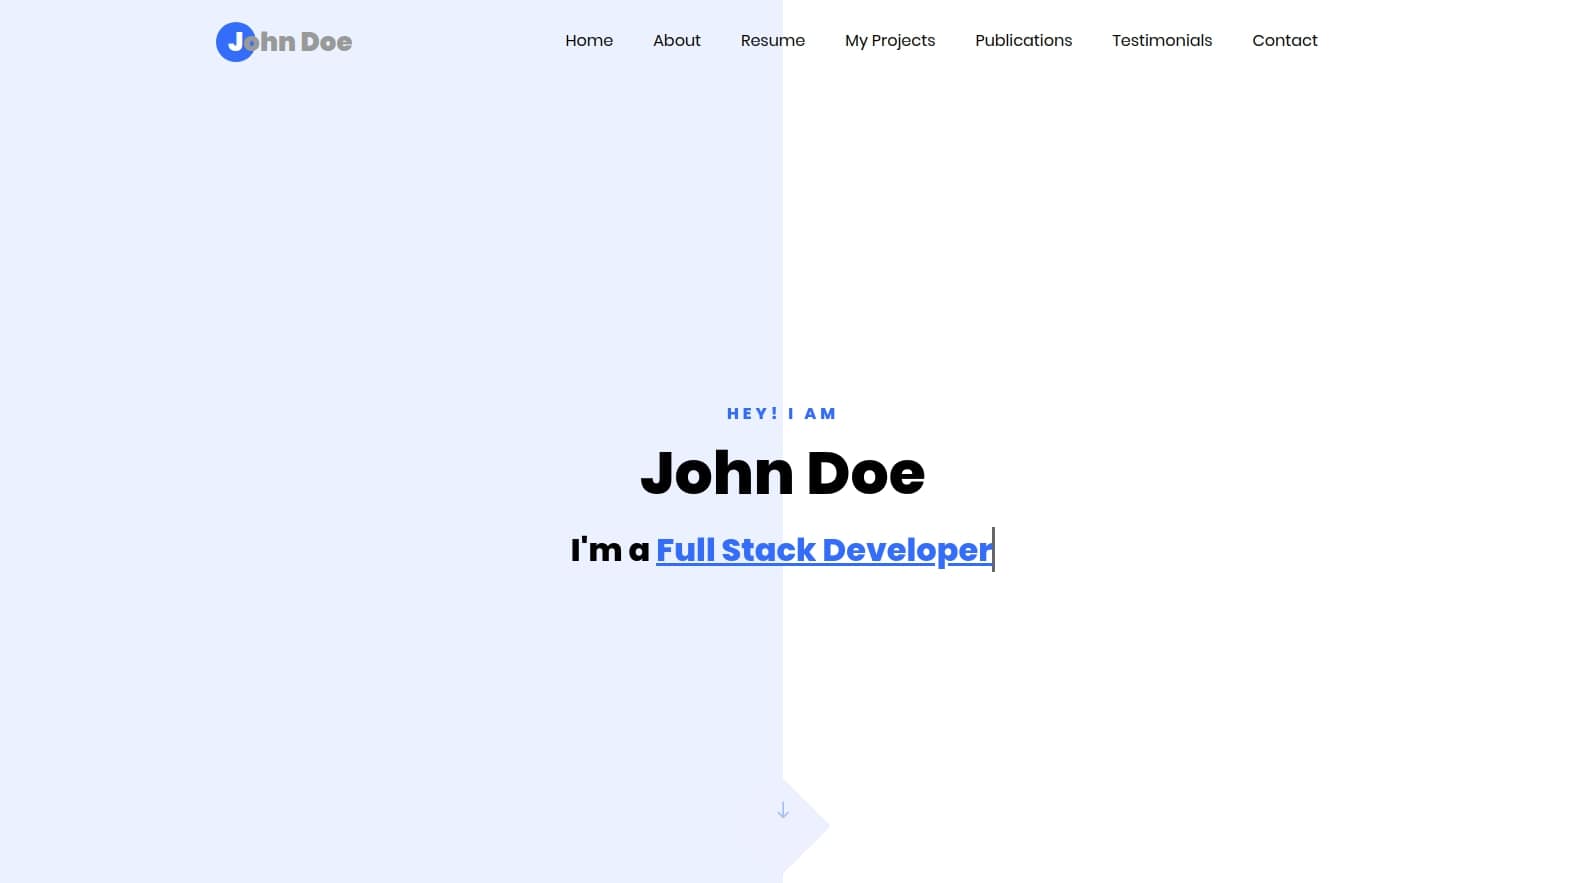 John Doe
Home About Resume My Projects Publications Testimonials Contact
HEY! I AM
John Doe
I'm a Full Stack Developer